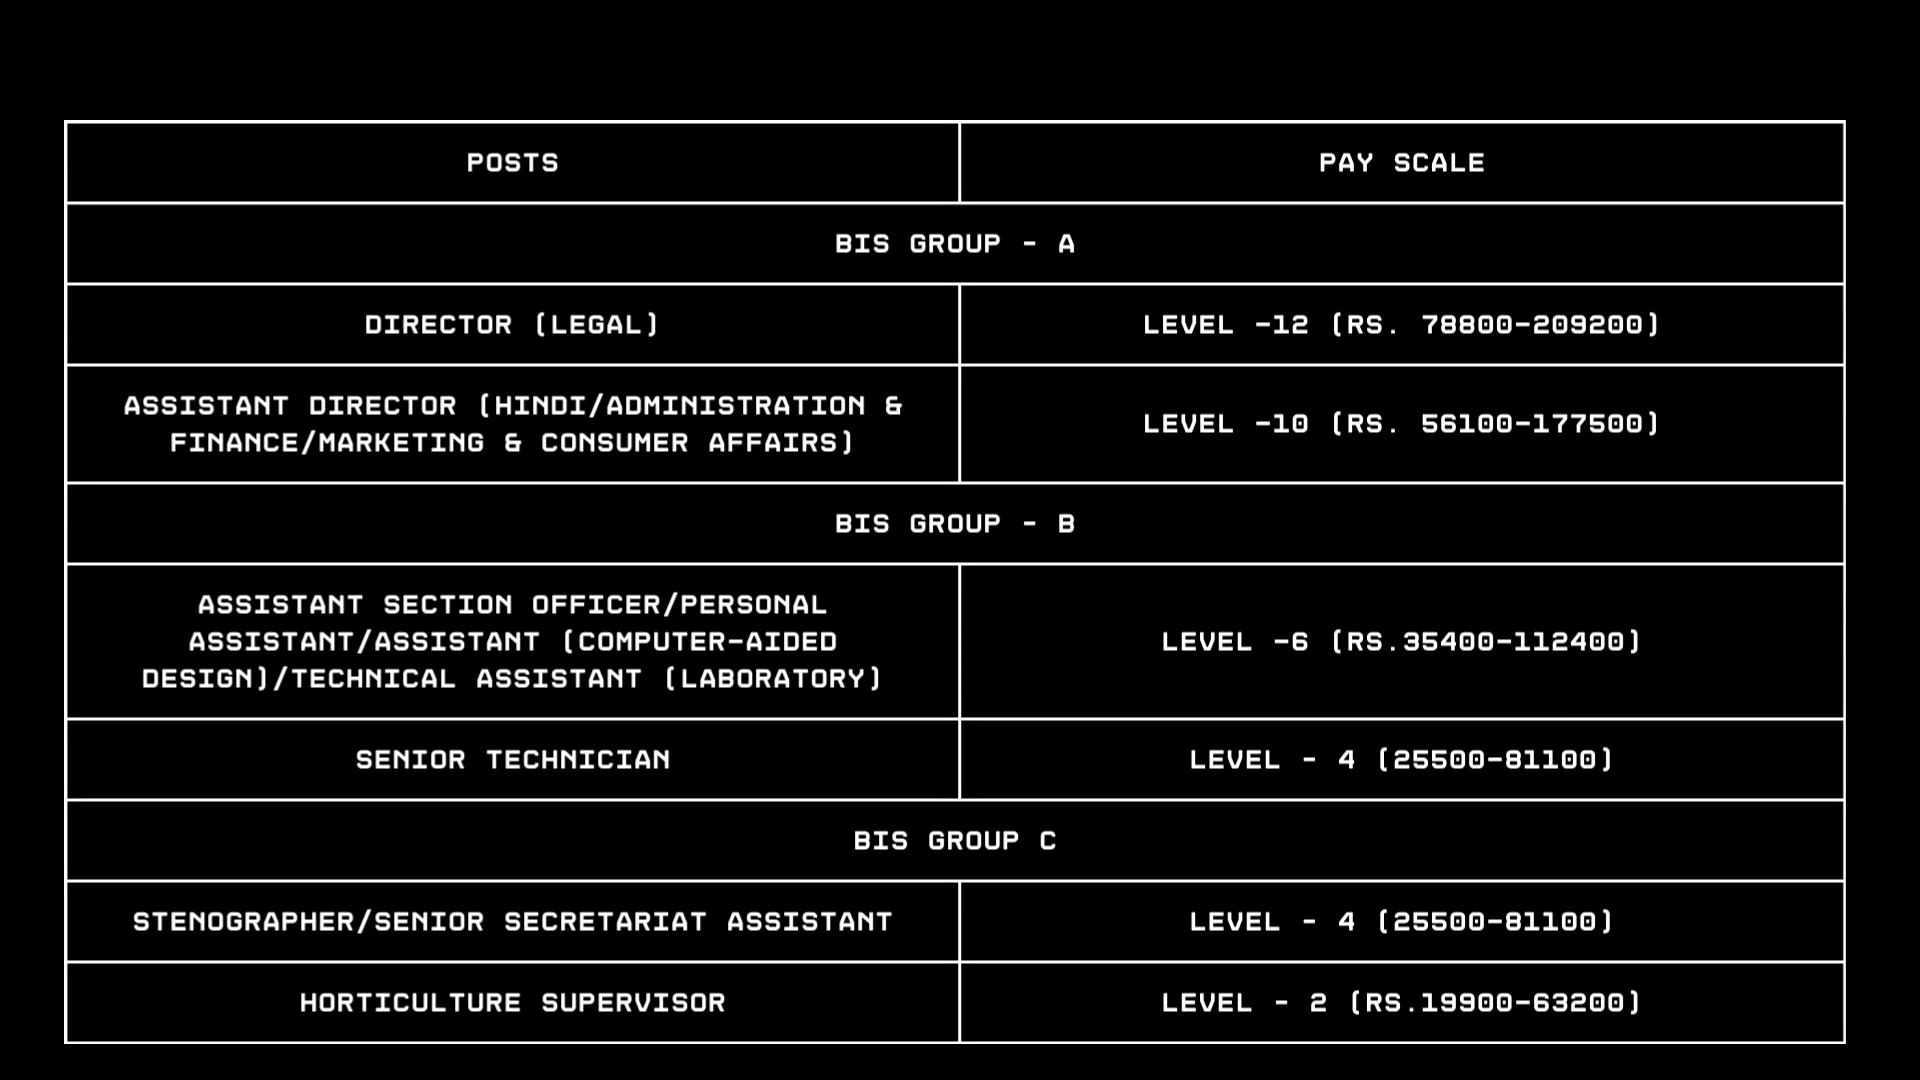 POSTS
PAY SCALE
BIS GROUP - A
DIRECTOR (LEGAL)
LEVEL -12 (RS. 78800-209200)
ASSISTANT DIRECTOR (HINDI/ADMINISTRATION &
FINANCE/MARKETING & CONSUMER AFFAIRS)
LEVEL -10 (RS. 56100-177500)
BIS GROUP - B
ASSISTANT SECTION OFFICER/PERSONAL
ASSISTANT/ASSISTANT (COMPUTER-AIDED
DESIGN)/TECHNICAL ASSISTANT (LABORATORY)
LEVEL -6 (RS.35400-112400)
SENIOR TECHNICIAN
LEVEL - 4 (25500-81100)
BIS GROUP C
STENOGRAPHER/SENIOR SECRETARIAT ASSISTANT
LEVEL - 4 (25500-81100)
HORTICULTURE SUPERVISOR
LEVEL - 2 (RS.19900-63200)